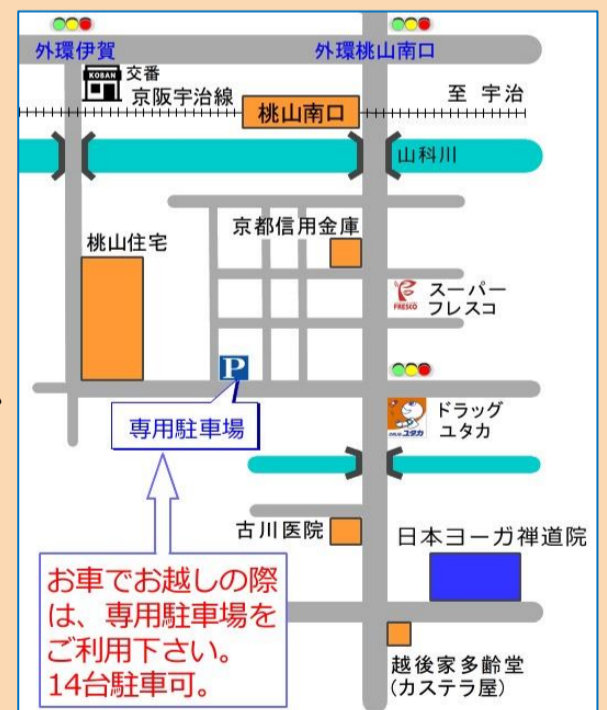 外環伊賀
外環桃山南口
KOBAN
交番
京阪宇治線
桃山南口
至 宇治
山科川
京都信用金庫
桃山住宅
FRESCO
スーパー
フレスコ
P
専用駐車場
ドラッグ
ユタカ
古川医院
日本ヨーガ禅道院
お車でお越しの際
は、専用駐車場を
ご利用下さい。
14台駐車可。
越後家多齢堂
(カステラ屋)